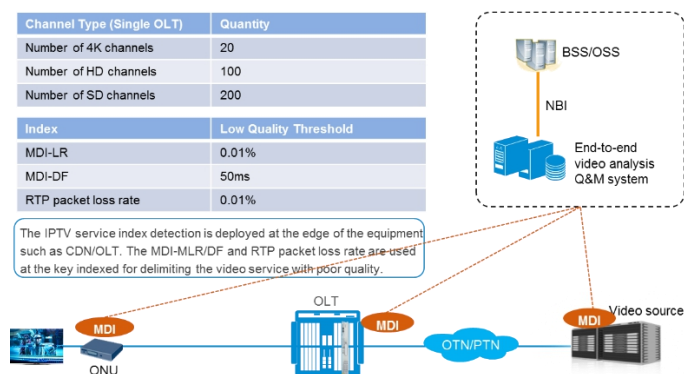 Channel Type (Single OLT) Quantity
Number of 4K channels 20
Number of HD channels 100
Number of SD channels 200
Index Low Quality Threshold
MDI-LR 0.01%
MDI-DF 50ms
RTP packet loss rate 0.01%
The IPTV service index detection is deployed at the edge of the equipment
such as CDN/OLT. The MDI-MLR/DF and RTP packet loss rate are used
at the key indexed for delimiting the video service with poor quality.
BSS/OSS
NBI
End-to-end
video analysis
Q&M system
OLT
MDI
MDI
MDI
Video source
OTN/PTN
ONU